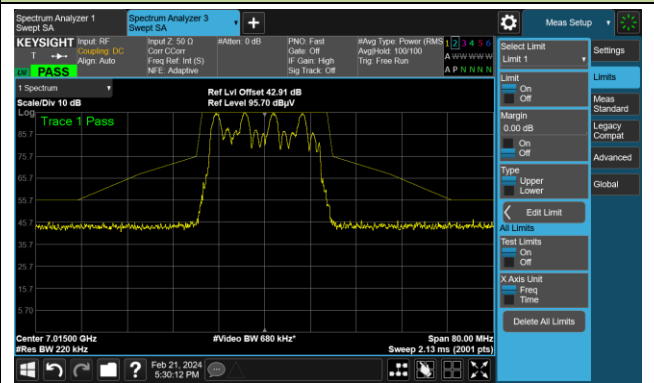 Spectrum Analyzer 1
Swept SA
Spectrum Analyzer 3
Swept SA
Meas Setup
KEYSIGHT
Input: RF
Coupling: DC
Align: Auto
Input Z: 50 Ω
Corr CCorr
Freq Ref: Int (S)
NFE: Adaptive
#Atten: 0 dB
PNO: Fast
Gate: Off
IF Gain: High
Sig Track: Off
#Avg Type: Power (RMS
Avg|Hold: 100/100
Trig: Free Run
1 2 3 4 5 6
A W W W W W
A P N N N N
T
PASS
1 Spectrum
Scale/Div 10 dB
Ref Lvl Offset 42.91 dB
Ref Level 95.70 dBµV
Log
Trace 1 Pass
85.7
75.7
65.7
55.7
45.7
35.7
25.7
15.7
5.70
Center 7.01500 GHz
#Res BW 220 kHz
#Video BW 680 kHz*
Span 80.00 MHz
Sweep 2.13 ms (2001 pts)
Feb 21, 2024
5:30:12 PM
Select Limit
Limit 1
Limit
On
Off
Margin
0.00 dB
On
Off
Type
Upper
Lower
Edit Limit
All Limits
Test Limits
On
Off
X Axis Unit
Freq
Time
Delete All Limits
Settings
Limits
Meas
Standard
Legacy
Compat
Advanced
Global